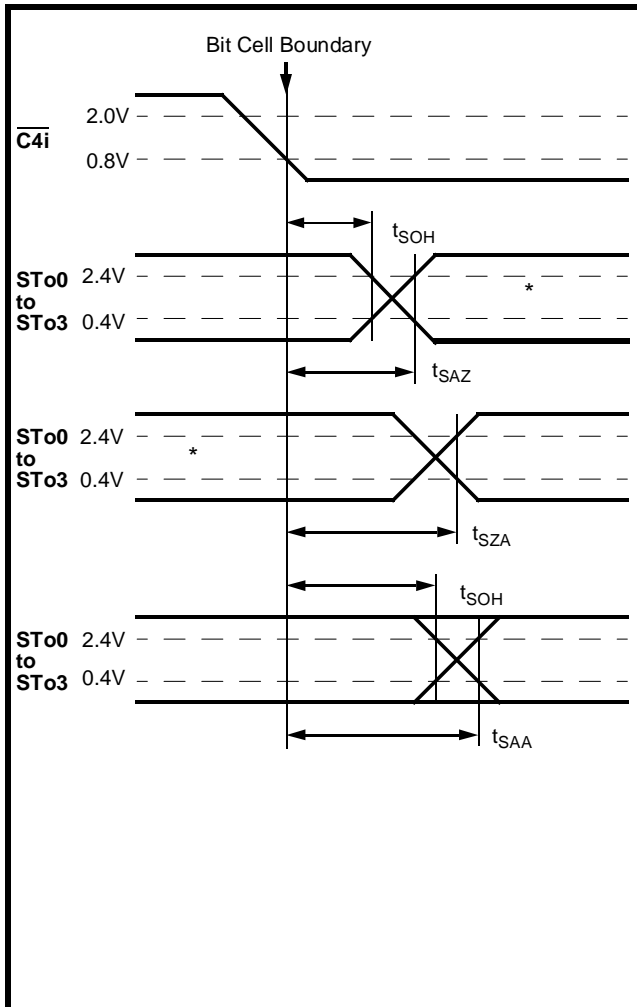 Bit Cell Boundary
2.0V
C4i
0.8V
tSOH
STo0 2.4V
to
STo3 0.4V
*
tSAZ
STo0 2.4V
to
STo3 0.4V
*
tSZA
tSOH
STo0 2.4V
to
STo3 0.4V
tSAA